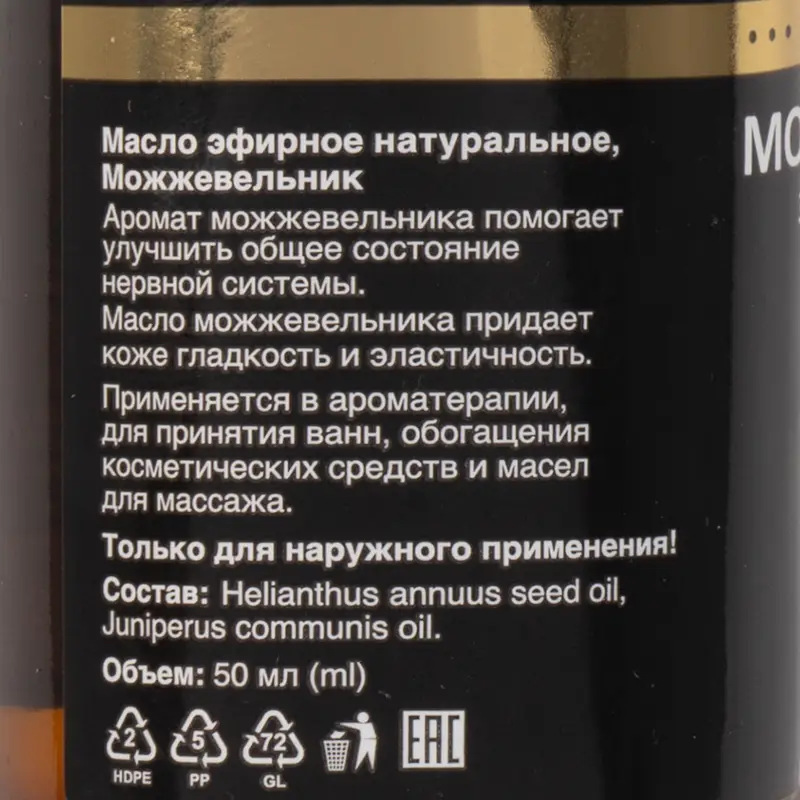 Масло эфирное натуральное,
Можжевельник
Аромат можжевельника помогает
улучшить общее состояние
нервной системы.
Масло можжевельника придает
коже гладкость и эластичность.
Применяется в ароматерапии,
для принятия ванн, обогащения
косметических средств и масел
для массажа.
Только для наружного применения!
Состав: Helianthus annuus seed oil,
Juniperus communis oil.
Объем: 50 мл (ml)
2 5 72 EAC
HDPE PP GL